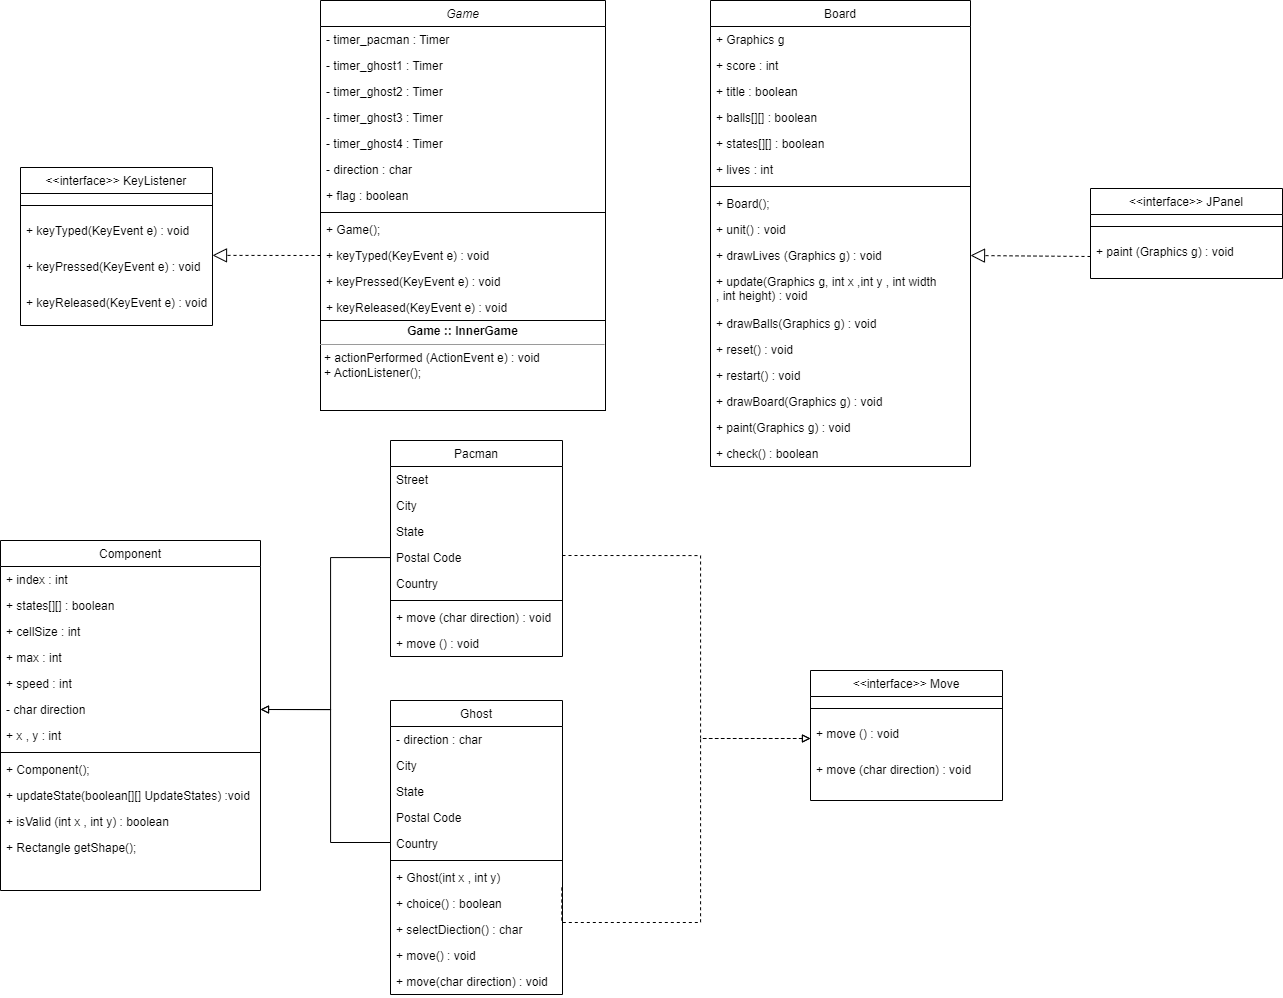 Game
- timer_pacman : Timer
- timer_ghost1 : Timer
- timer_ghost2 : Timer
- timer_ghost3 : Timer
- timer_ghost4 : Timer
- direction : char
+ flag : boolean
+ Game();
+ keyTyped(KeyEvent e) : void
+ keyPressed(KeyEvent e) : void
+ keyReleased(KeyEvent e) : void
Game :: InnerGame
+ actionPerformed (ActionEvent e) : void
+ ActionListener();
Board
+ Graphics g
+ score : int
+ title : boolean
+ balls[][] : boolean
+ states[][] : boolean
+ lives : int
+ Board();
+ unit() : void
+ drawLives (Graphics g) : void
+ update(Graphics g, int x ,int y , int width
, int height) : void
+ drawBalls(Graphics g) : void
+ reset() : void
+ restart() : void
+ drawBoard(Graphics g) : void
+ paint(Graphics g) : void
+ check() : boolean
<<interface>> KeyListener
+ keyTyped(KeyEvent e) : void
+ keyPressed(KeyEvent e) : void
+ keyReleased(KeyEvent e) : void
<<interface>> JPanel
+ paint (Graphics g) : void
Pacman
Street
City
State
Postal Code
Country
+ move (char direction) : void
+ move () : void
Component
+ index : int
+ states[][] : boolean
+ cellSize : int
+ max : int
+ speed : int
- char direction
+ x , y : int
+ Component();
+ updateState(boolean[][] UpdateStates) :void
+ isValid (int x , int y) : boolean
+ Rectangle getShape();
Ghost
- direction : char
City
State
Postal Code
Country
+ Ghost(int x , int y)
+ choice() : boolean
+ selectDiection() : char
+ move() : void
+ move(char direction) : void
<<interface>> Move
+ move () : void
+ move (char direction) : void